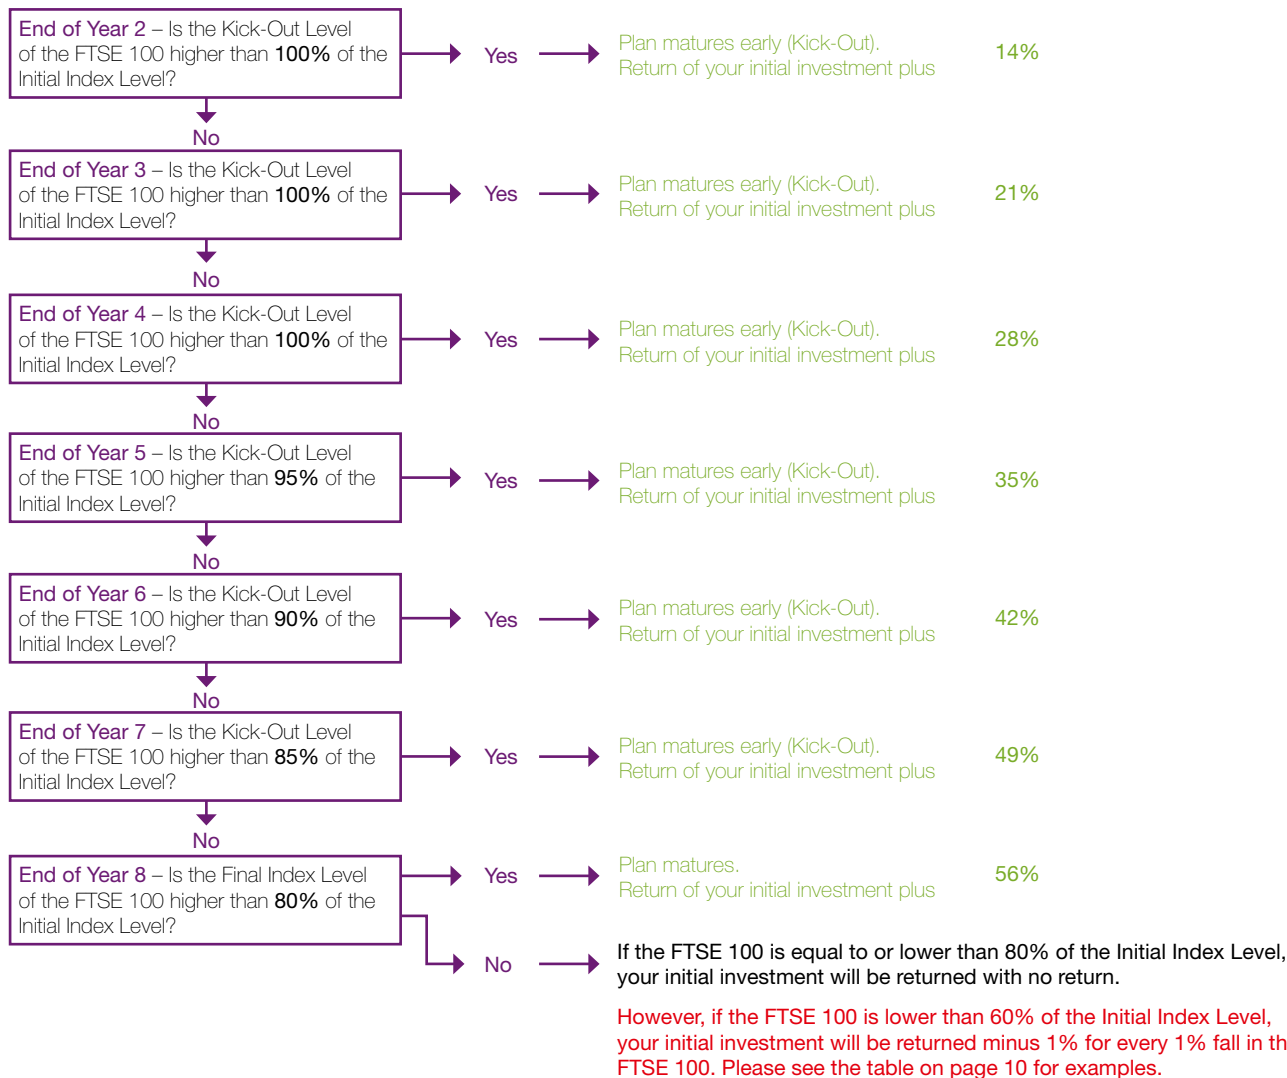 End of Year 2 – Is the Kick-Out Level
of the FTSE 100 higher than 100% of the
Initial Index Level?
Yes
Plan matures early (Kick-Out).
Return of your initial investment plus
14%
No
End of Year 3 – Is the Kick-Out Level
of the FTSE 100 higher than 100% of the
Initial Index Level?
Yes
Plan matures early (Kick-Out).
Return of your initial investment plus
21%
No
End of Year 4 – Is the Kick-Out Level
of the FTSE 100 higher than 100% of the
Initial Index Level?
Yes
Plan matures early (Kick-Out).
Return of your initial investment plus
28%
No
End of Year 5 – Is the Kick-Out Level
of the FTSE 100 higher than 95% of the
Initial Index Level?
Yes
Plan matures early (Kick-Out).
Return of your initial investment plus
35%
No
End of Year 6 – Is the Kick-Out Level
of the FTSE 100 higher than 90% of the
Initial Index Level?
Yes
Plan matures early (Kick-Out).
Return of your initial investment plus
42%
No
End of Year 7 – Is the Kick-Out Level
of the FTSE 100 higher than 85% of the
Initial Index Level?
Yes
Plan matures early (Kick-Out).
Return of your initial investment plus
49%
No
End of Year 8 – Is the Final Index Level
of the FTSE 100 higher than 80% of the
Initial Index Level?
Yes
Plan matures.
Return of your initial investment plus
56%
No
If the FTSE 100 is equal to or lower than 80% of the Initial Index Level,
your initial investment will be returned with no return.
However, if the FTSE 100 is lower than 60% of the Initial Index Level,
your initial investment will be returned minus 1% for every 1% fall in th
FTSE 100. Please see the table on page 10 for examples.